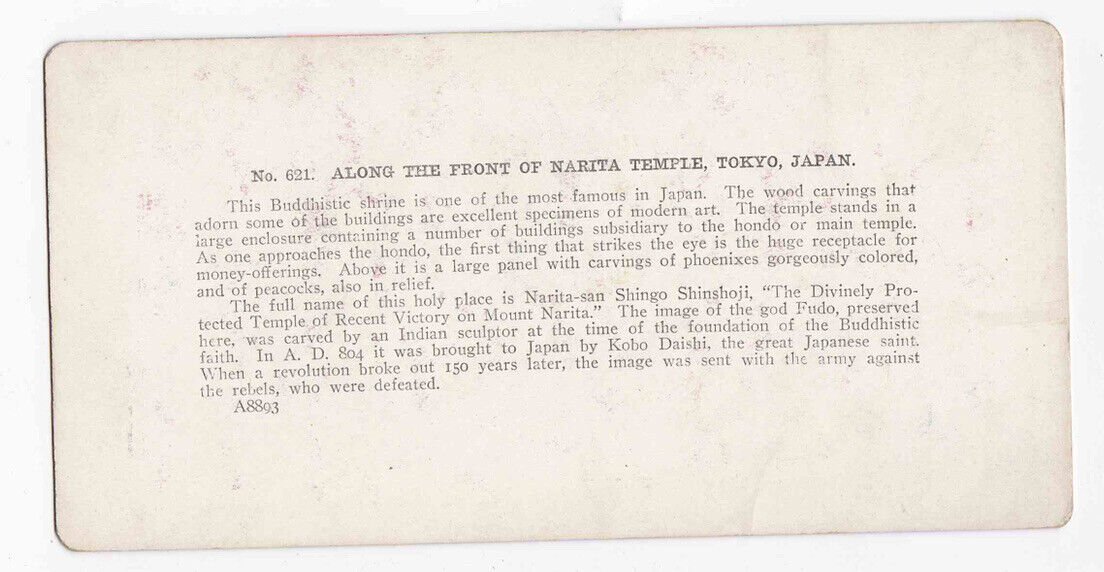 No. 621. ALONG THE FRONT OF NARITA TEMPLE, TOKYO, JAPAN.
This Buddhistic shrine is one of the most famous in Japan. The wood carvings that
adorn some of the buildings are excellent specimens of modern art. The temple stands in a
large enclosure containing a number of buildings subsidiary to the hondo or main temple.
As one approaches the hondo, the first thing that strikes the eye is the huge receptacle for
money-offerings. Above it is a large panel with carvings of phoenixes gorgeously colored,
and of peacocks, also in relief.
The full name of this holy place is Narita-san Shingo Shinshoji, “The Divinely Pro-
tected Temple of Recent Victory on Mount Narita.” The image of the god Fudo, preserved
here, was carved by an Indian sculptor at the time of the foundation of the Buddhistic
faith. In A. D. 804 it was brought to Japan by Kobo Daishi, the great Japanese saint.
When a revolution broke out 150 years later, the image was sent with the army against
the rebels, who were defeated.
A8893